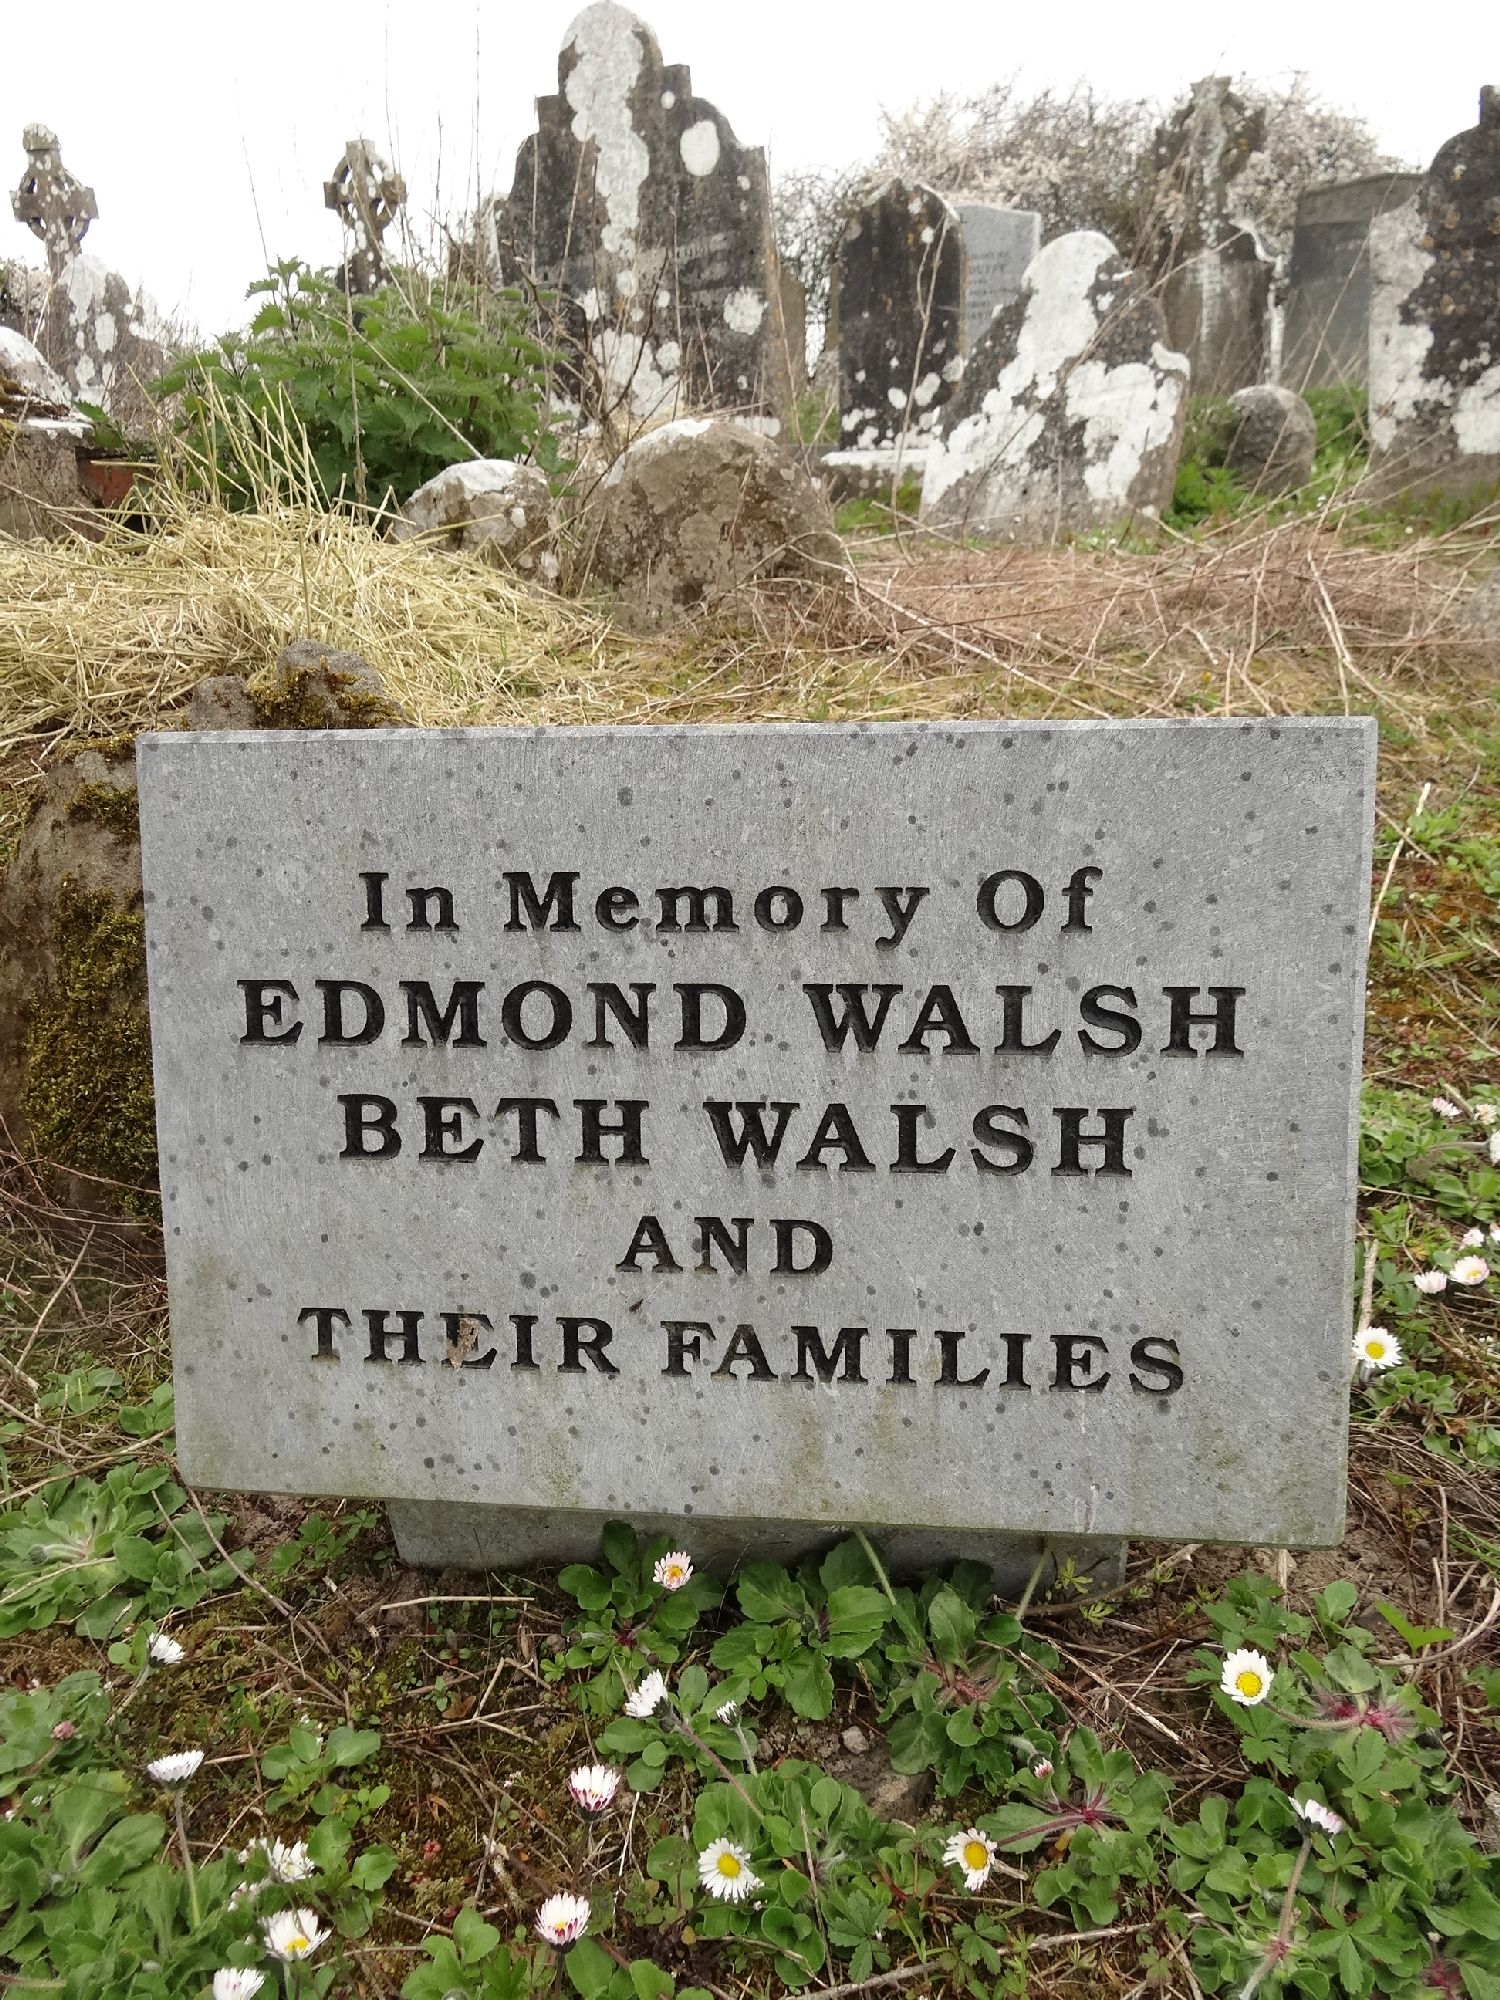 In Memory Of
EDMOND WALSH
BETH WALSH
AND
THEIR FAMILIES